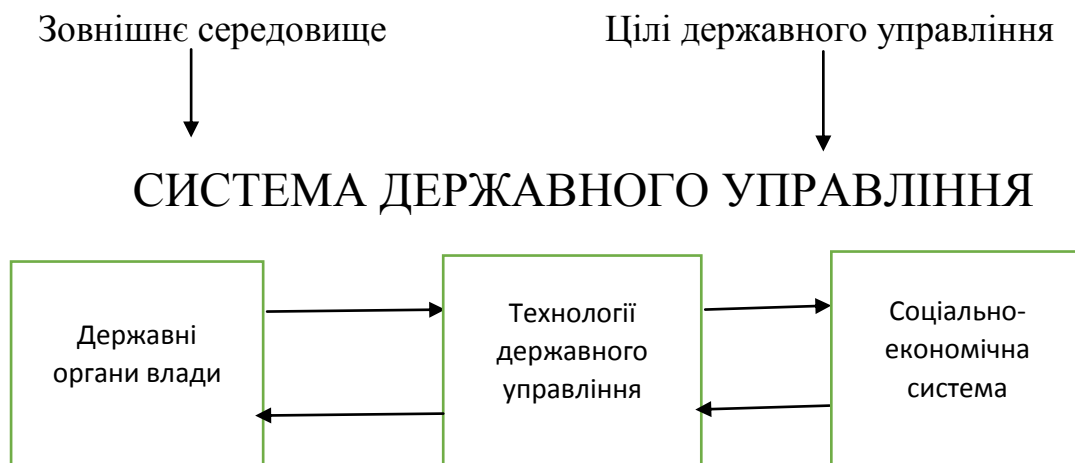 Зовнішнє середовище
Цілі державного управління
СИСТЕМА ДЕРЖАВНОГО УПРАВЛІННЯ
Державні
органи влади
Технології
державного
управління
Соціально-
економічна
система